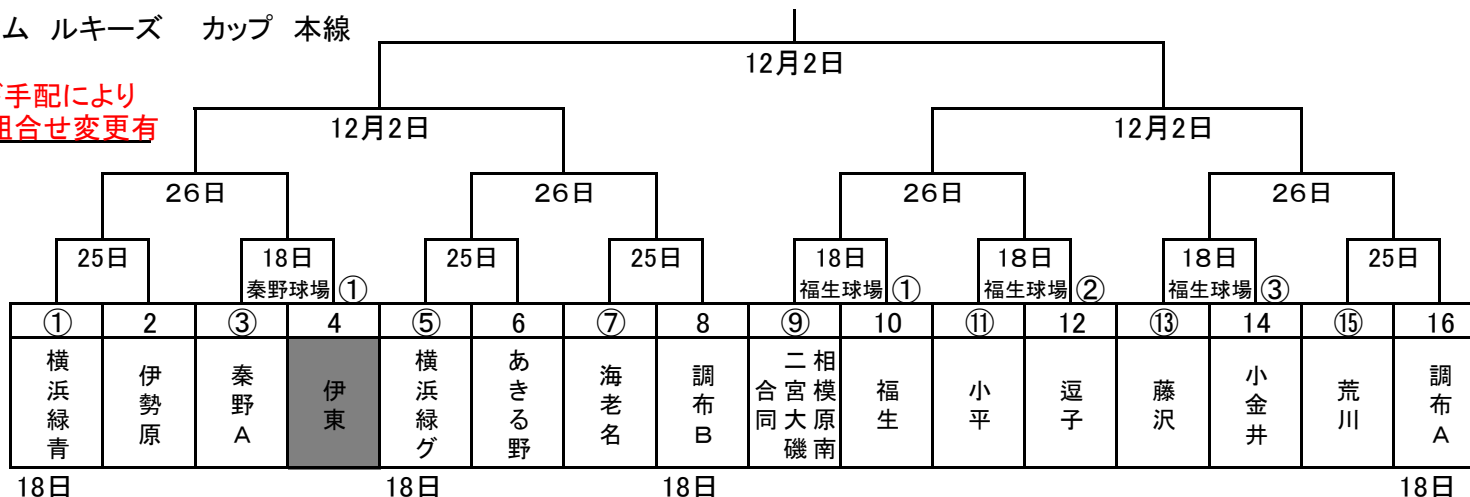 ム ルキーズ カップ 本線
手配により
組合せ変更有
12月2日
12月2日 12月2日
26日 26日 26日 26日
25日 18日 25日 25日 18日 18日 18日 25日
秦野球場① 福生球場① 福生球場② 福生球場③
① 2 ③ 4 ⑤ 6 ⑦ 8 ⑨ 10 ⑪ 12 ⑬ 14 ⑮ 16
横浜緑青
伊勢原
秦野A
伊東
横浜緑グ
あきる野
海老名
調布B
相模原南
二宮大磯
合同
福生
小平
逗子
藤沢
小金井
荒川
調布A
18日 18日 18日 18日